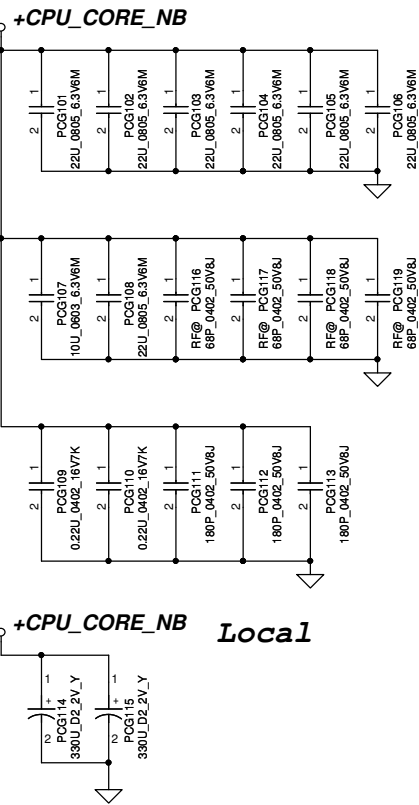 +CPU_CORE_NB
1 2 PCG101 22U_0805_6.3V6M
1 2 PCG102 22U_0805_6.3V6M
1 2 PCG103 22U_0805_6.3V6M
1 2 PCG104 22U_0805_6.3V6M
1 2 PCG105 22U_0805_6.3V6M
1 2 PCG106 22U_0805_6.3V6M
1 2 PCG107 10U_0603_6.3V6M
1 2 PCG108 22U_0805_6.3V6M
1 2 RF@ PCG116 68P_0402_50V8J
1 2 RF@ PCG117 68P_0402_50V8J
1 2 RF@ PCG118 68P_0402_50V8J
1 2 RF@ PCG119 68P_0402_50V8J
1 2 PCG109 0.22U_0402_16V7K
1 2 PCG110 0.22U_0402_16V7K
1 2 PCG111 180P_0402_50V8J
1 2 PCG112 180P_0402_50V8J
1 2 PCG113 180P_0402_50V8J
+CPU_CORE_NB
Local
1 + 2 PCG114 330U_D2_2V_Y
1 + 2 PCG115 330U_D2_2V_Y